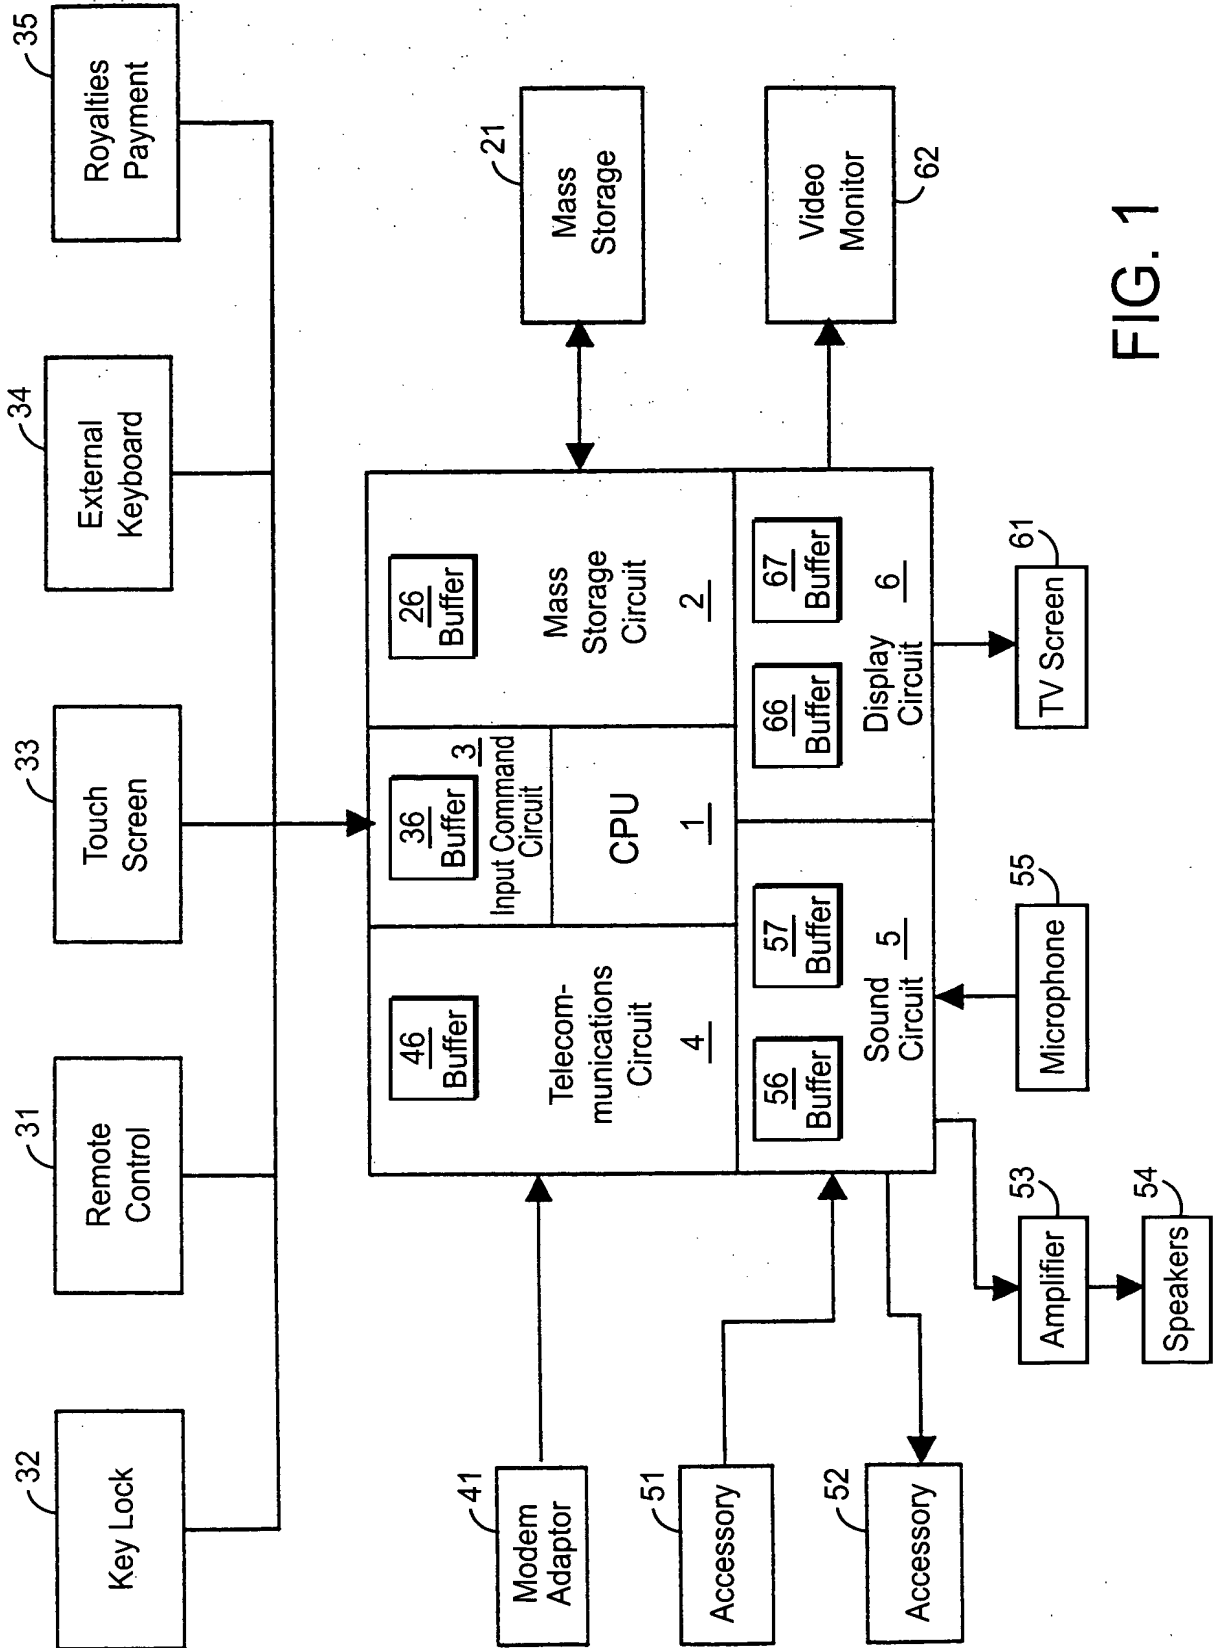 32
Key Lock
31
Remote
Control
33
Touch
Screen
34
External
Keyboard
35
Royalties
Payment
41
Modem
Adaptor
51
Accessory
52
Accessory
46
Buffer
Telecom-
munications
Circuit
4
36
Buffer
3
Input Command
Circuit
CPU
1
26
Buffer
Mass
Storage
Circuit
2
56
Buffer
57
Buffer
Sound
Circuit
5
66
Buffer
67
Buffer
Display
Circuit
6
21
Mass
Storage
Video
Monitor
62
53
Amplifier
54
Speakers
55
Microphone
61
TV Screen
FIG. 1